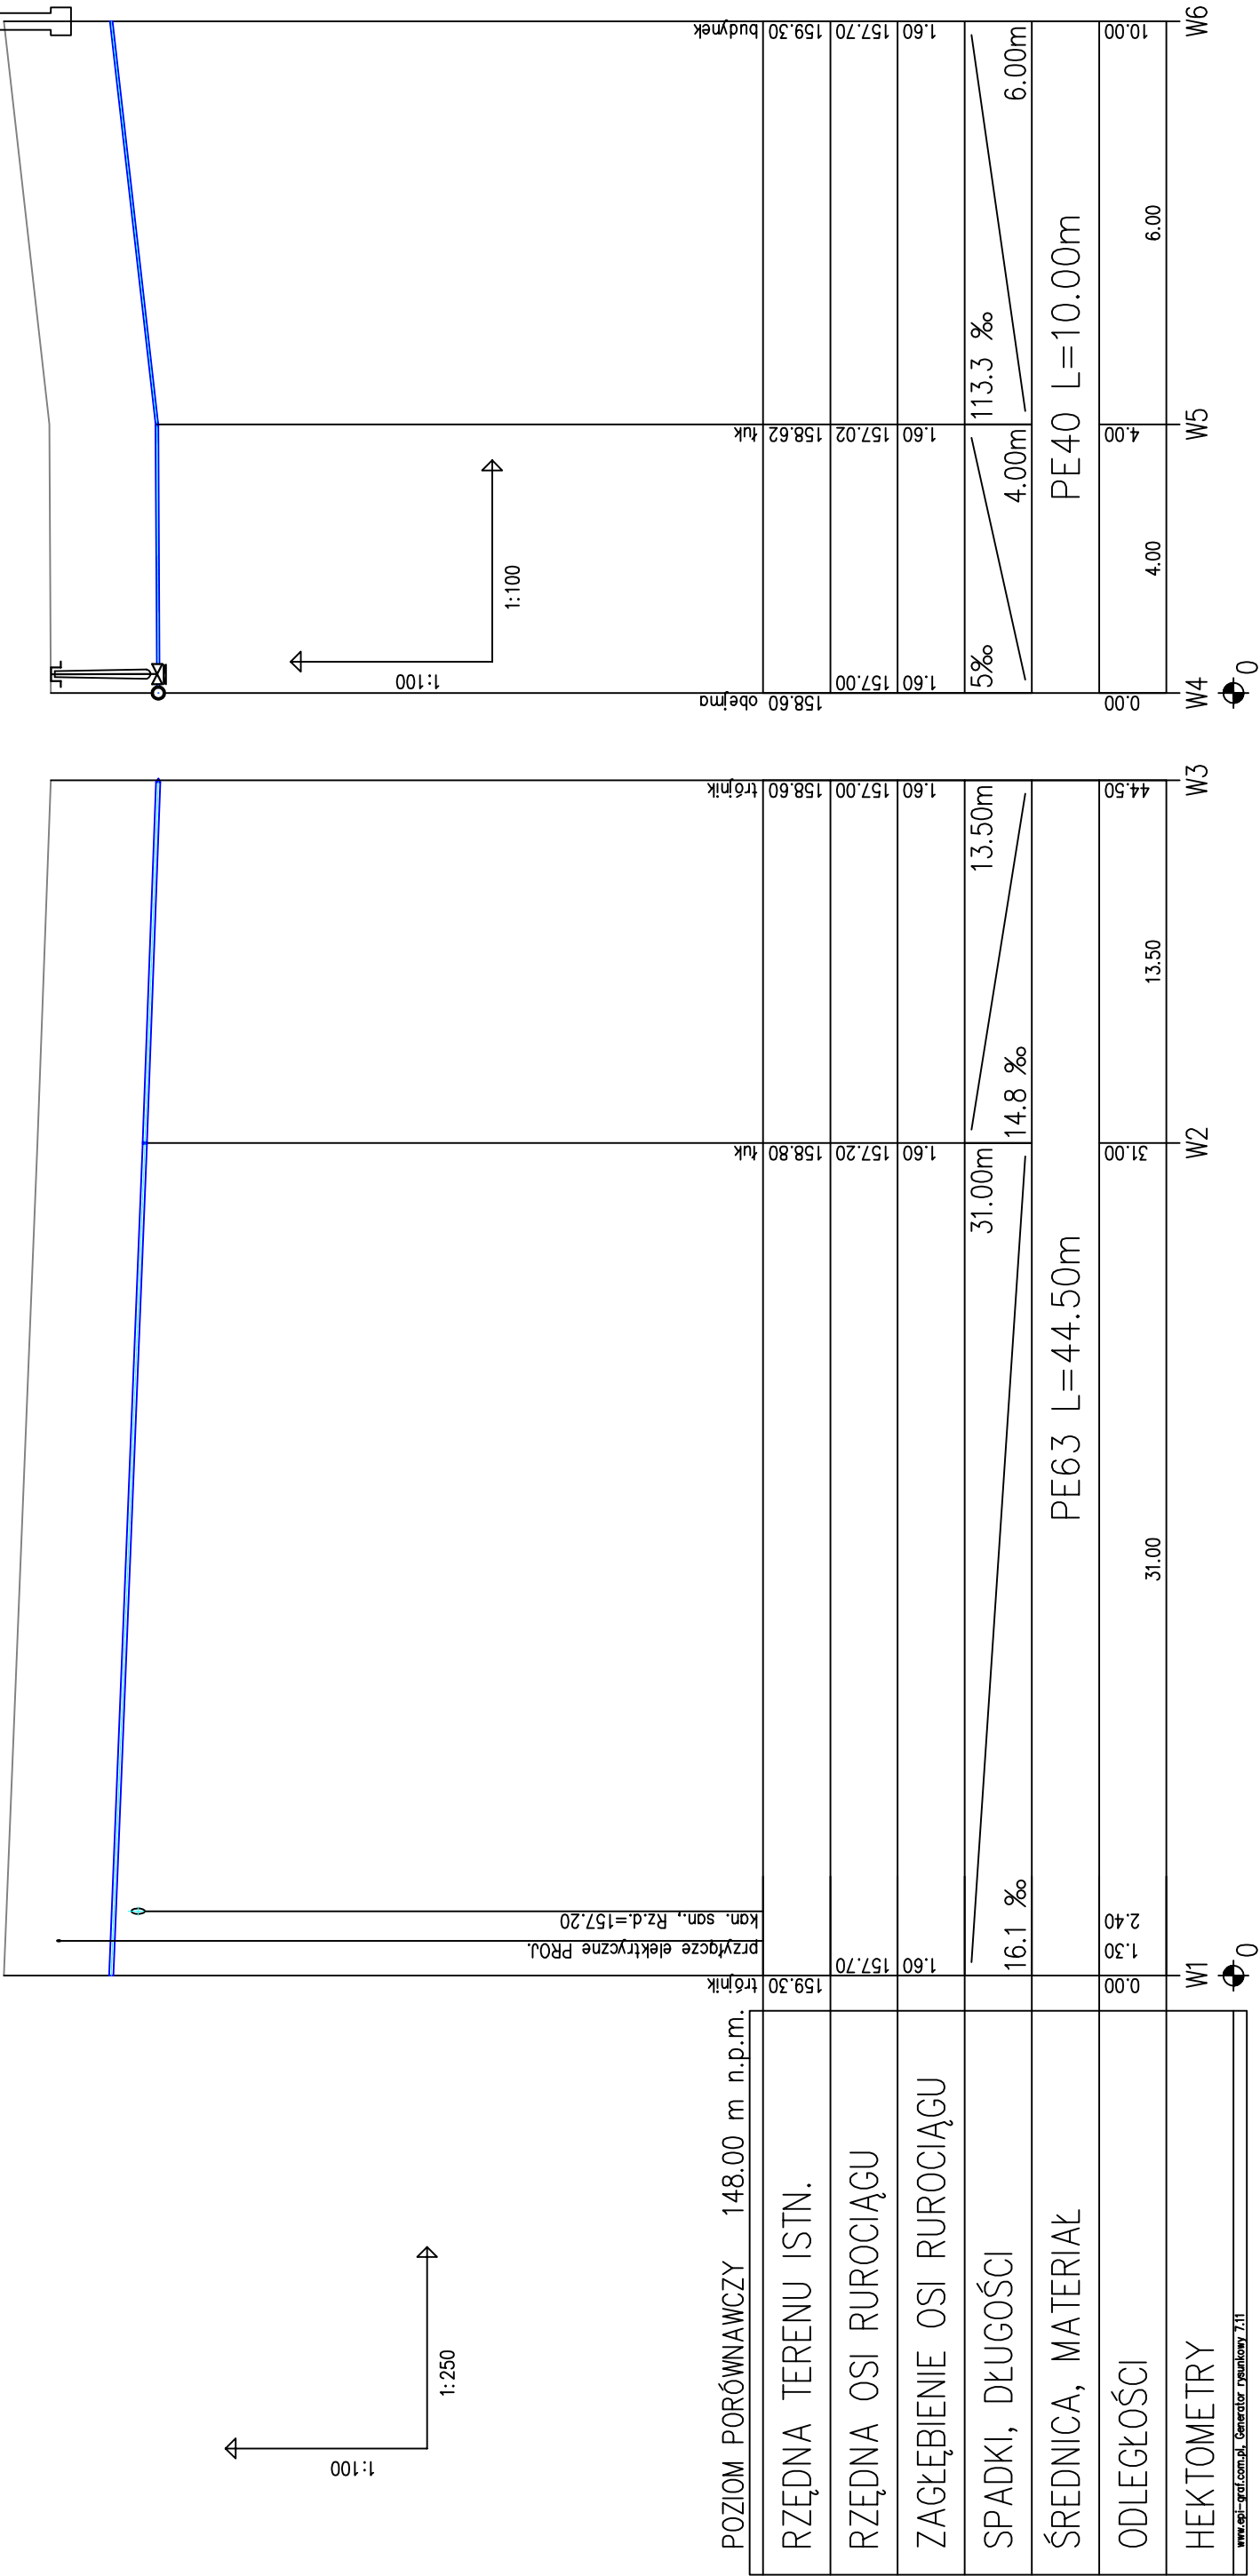 1:100
1:250
1:100
1:100
POZIOM PORÓWNAWCZY 148.00 m n.p.m.
trójnik
przyłącze elektryczne PROJ.
kan. san., Rz.d.=157.20
łuk
trójnik
obejma
łuk
budynek
RZĘDNA TERENU ISTN.
159.30
158.80
158.60
158.60
158.62
159.30
RZĘDNA OSI RUROCIĄGU
157.70
157.20
157.00
157.00
157.02
157.70
ZAGŁĘBIENIE OSI RUROCIĄGU
1.60
1.60
1.60
1.60
1.60
1.60
SPADKI, DŁUGOŚCI
16.1 ‰
31.00m
14.8 ‰
13.50m
5‰
4.00m
113.3 ‰
6.00m
ŚREDNICA, MATERIAŁ
PE63 L=44.50m
PE40 L=10.00m
ODLEGŁOŚCI
0.00
1.30
2.40
31.00
31.00
13.50
44.50
0.00
4.00
4.00
6.00
10.00
HEKTOMETRY
W1
W2
W3
W4
W5
W6
0
0
www.epi-graf.com.pl, Generator rysunkowy 7.11